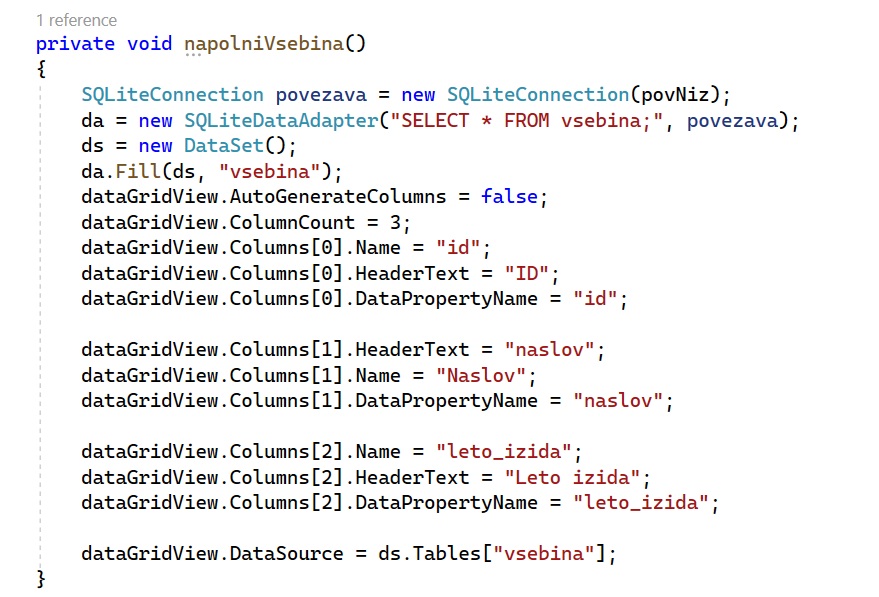 1 reference
private void napolniVsebina()
{
SQLiteConnection povezava = new SQLiteConnection(povNiz);
da = new SQLiteDataAdapter("SELECT * FROM vsebina;", povezava);
ds = new DataSet();
da.Fill(ds, "vsebina");
dataGridView.AutoGenerateColumns = false;
dataGridView.ColumnCount = 3;
dataGridView.Columns[0].Name = "id";
dataGridView.Columns[0].HeaderText = "ID";
dataGridView.Columns[0].DataPropertyName = "id";
dataGridView.Columns[1].HeaderText = "naslov";
dataGridView.Columns[1].Name = "Naslov";
dataGridView.Columns[1].DataPropertyName = "naslov";
dataGridView.Columns[2].Name = "leto_izida";
dataGridView.Columns[2].HeaderText = "Leto izida";
dataGridView.Columns[2].DataPropertyName = "leto_izida";
dataGridView.DataSource = ds.Tables["vsebina"];
}